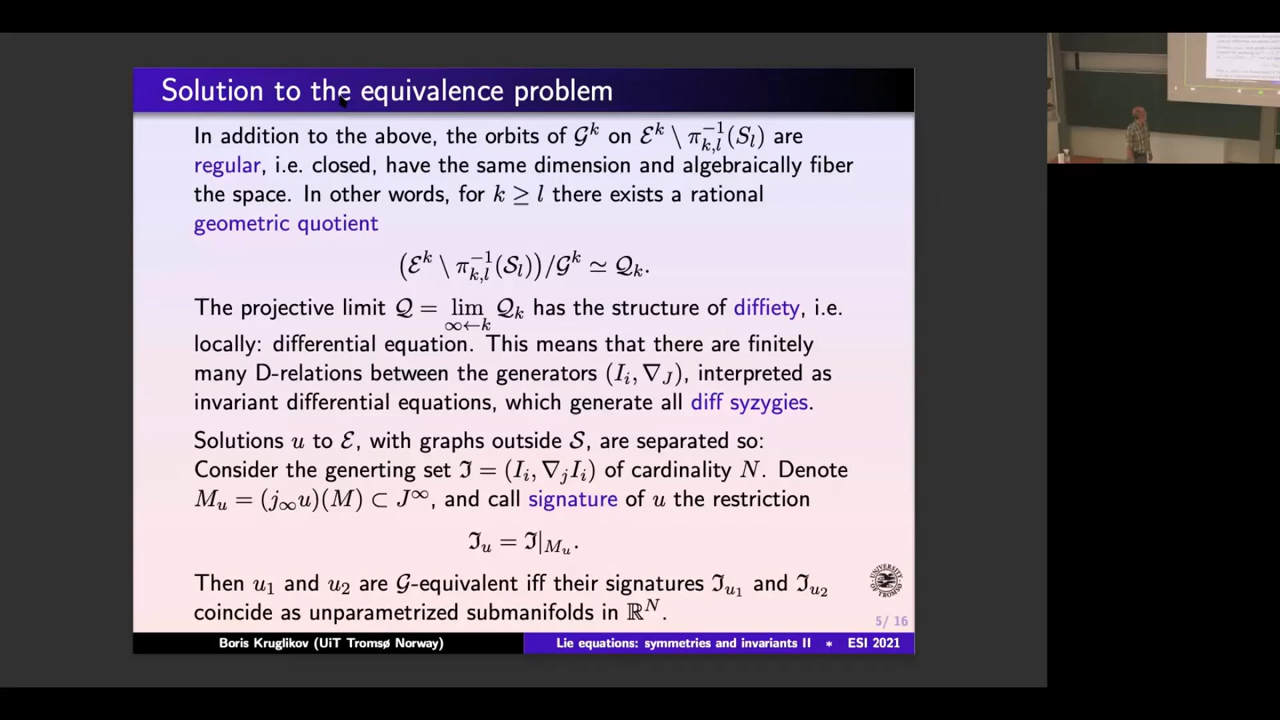 Solution to the equivalence problem
In addition to the above, the orbits of 𝒢^k on ℰ^k \ π_{k,l}^{-1}(S_l) are
regular, i.e. closed, have the same dimension and algebraically fiber
the space. In other words, for k ≥ l there exists a rational
geometric quotient
(ℰ^k \ π_{k,l}^{-1}(𝒮_l))/𝒢^k ≃ 𝒬_k.
The projective limit 𝒬 = lim_{∞←k} 𝒬_k has the structure of diffiety, i.e.
locally: differential equation. This means that there are finitely
many D-relations between the generators (I_i, ∇_J), interpreted as
invariant differential equations, which generate all diff syzygies.
Solutions u to ℰ, with graphs outside 𝒮, are separated so:
Consider the generting set ℑ = (I_i, ∇_jI_i) of cardinality N. Denote
M_u = (j_∞u)(M) ⊂ J^∞, and call signature of u the restriction
ℑ_u = ℑ|_{M_u}.
Then u_1 and u_2 are 𝒢-equivalent iff their signatures ℑ_{u_1} and ℑ_{u_2}
coincide as unparametrized submanifolds in ℝ^N.
UNIVERSITY OF TROMSØ
5/ 16
Boris Kruglikov (UiT Tromsø Norway) Lie equations: symmetries and invariants II * ESI 2021